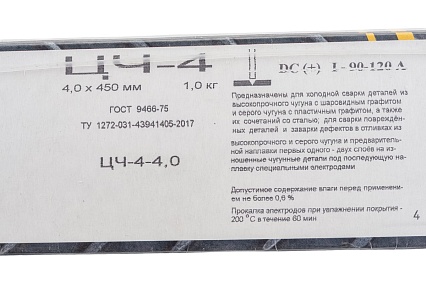 ЦЧ-4
4,0 х 450 мм 1,0 кг
ГОСТ 9466-75
ТУ 1272-031-43941405-2017
ЦЧ-4-4,0
DC (+) I - 90-120 А
Предназначены для холодной сварки деталей из
высокопрочного чугуна с шаровидным графитом
и серого чугуна с пластичным графитом, а также
их сочетаний со сталью; для сварки повреждён-
ных деталей и заварки дефектов в отливках из
высокопрочного и серого чугуна и предваритель-
ной наплавки первых одного - двух слоёв на из-
ношенные чугунные детали под последующую на-
плавку специальными электродами
Допустимое содержание влаги перед применени-
ем не более 0,6 %
Прокалка электродов при увлажнении покрытия -
200 °С в течение 60 мин
4